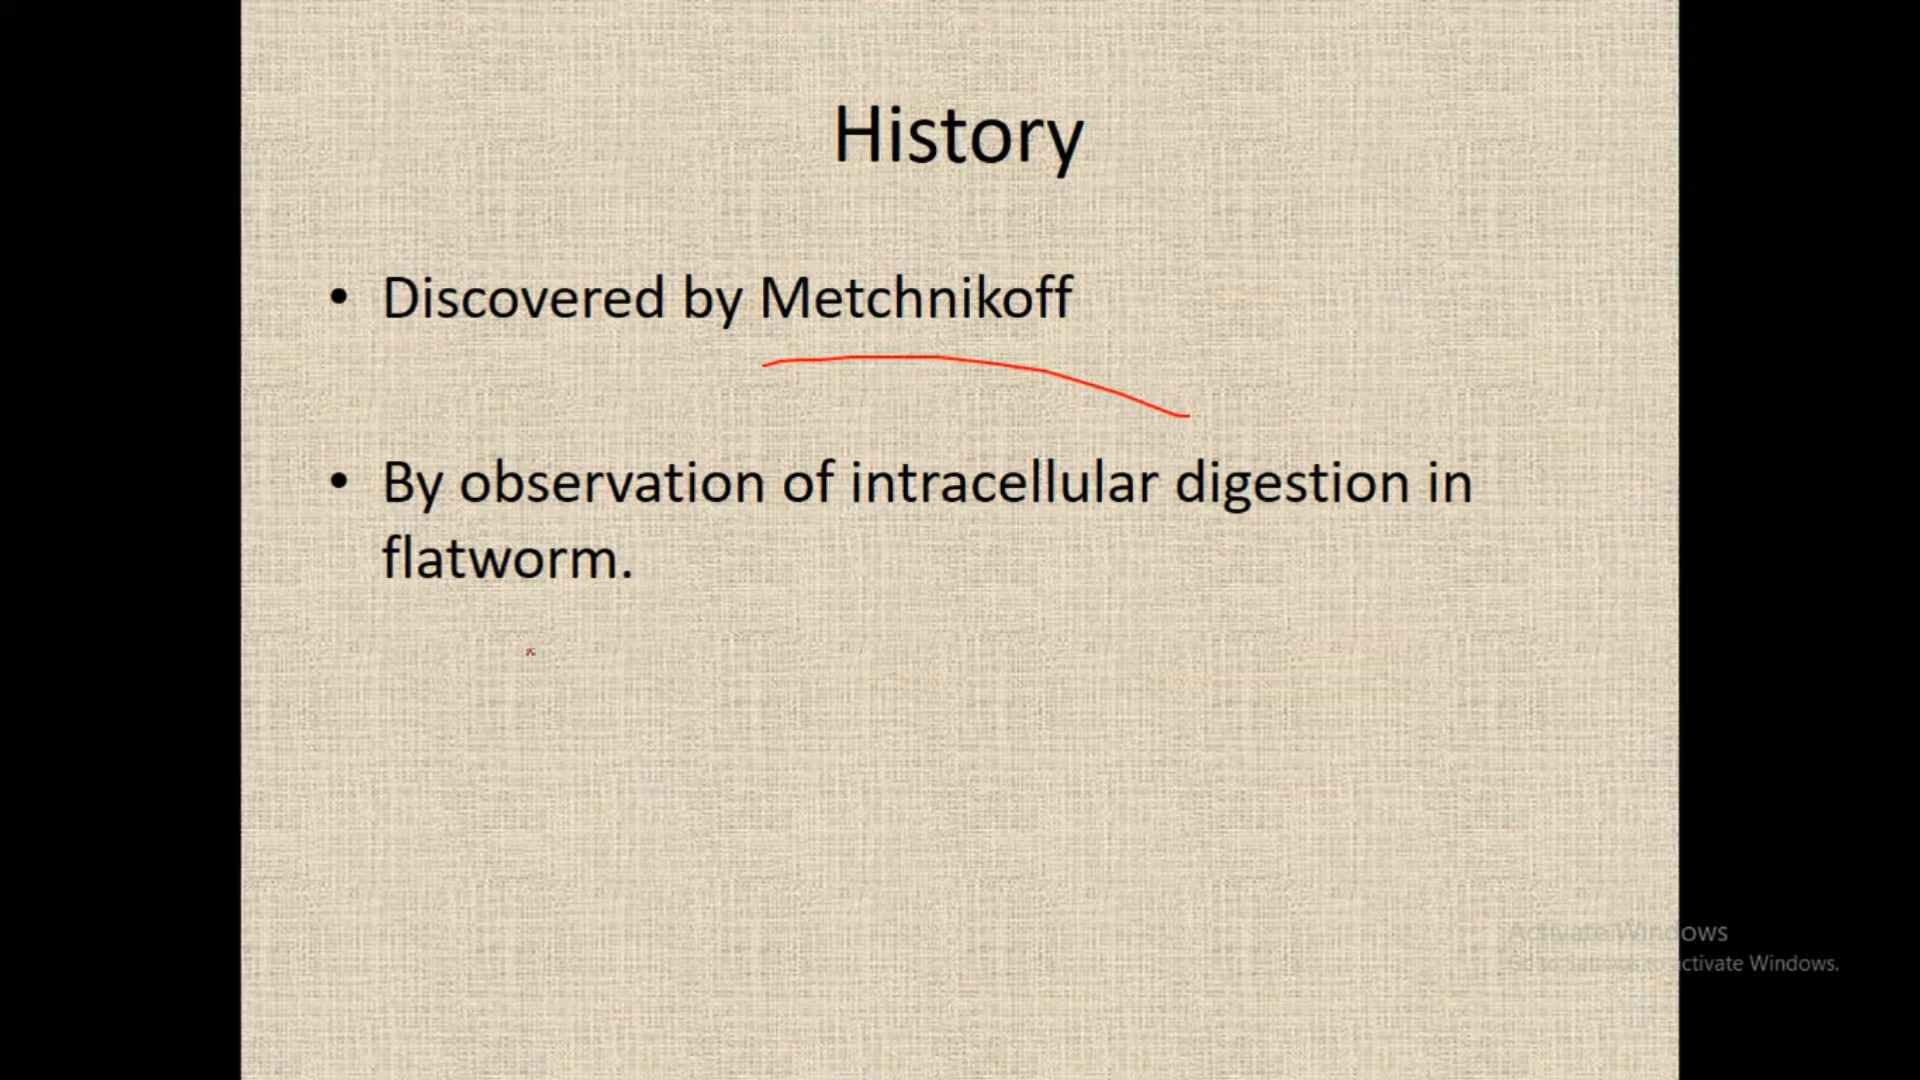 History
• Discovered by Metchnikoff
• By observation of intracellular digestion in
flatworm.
Activate Windows
Go to Settings to activate Windows.